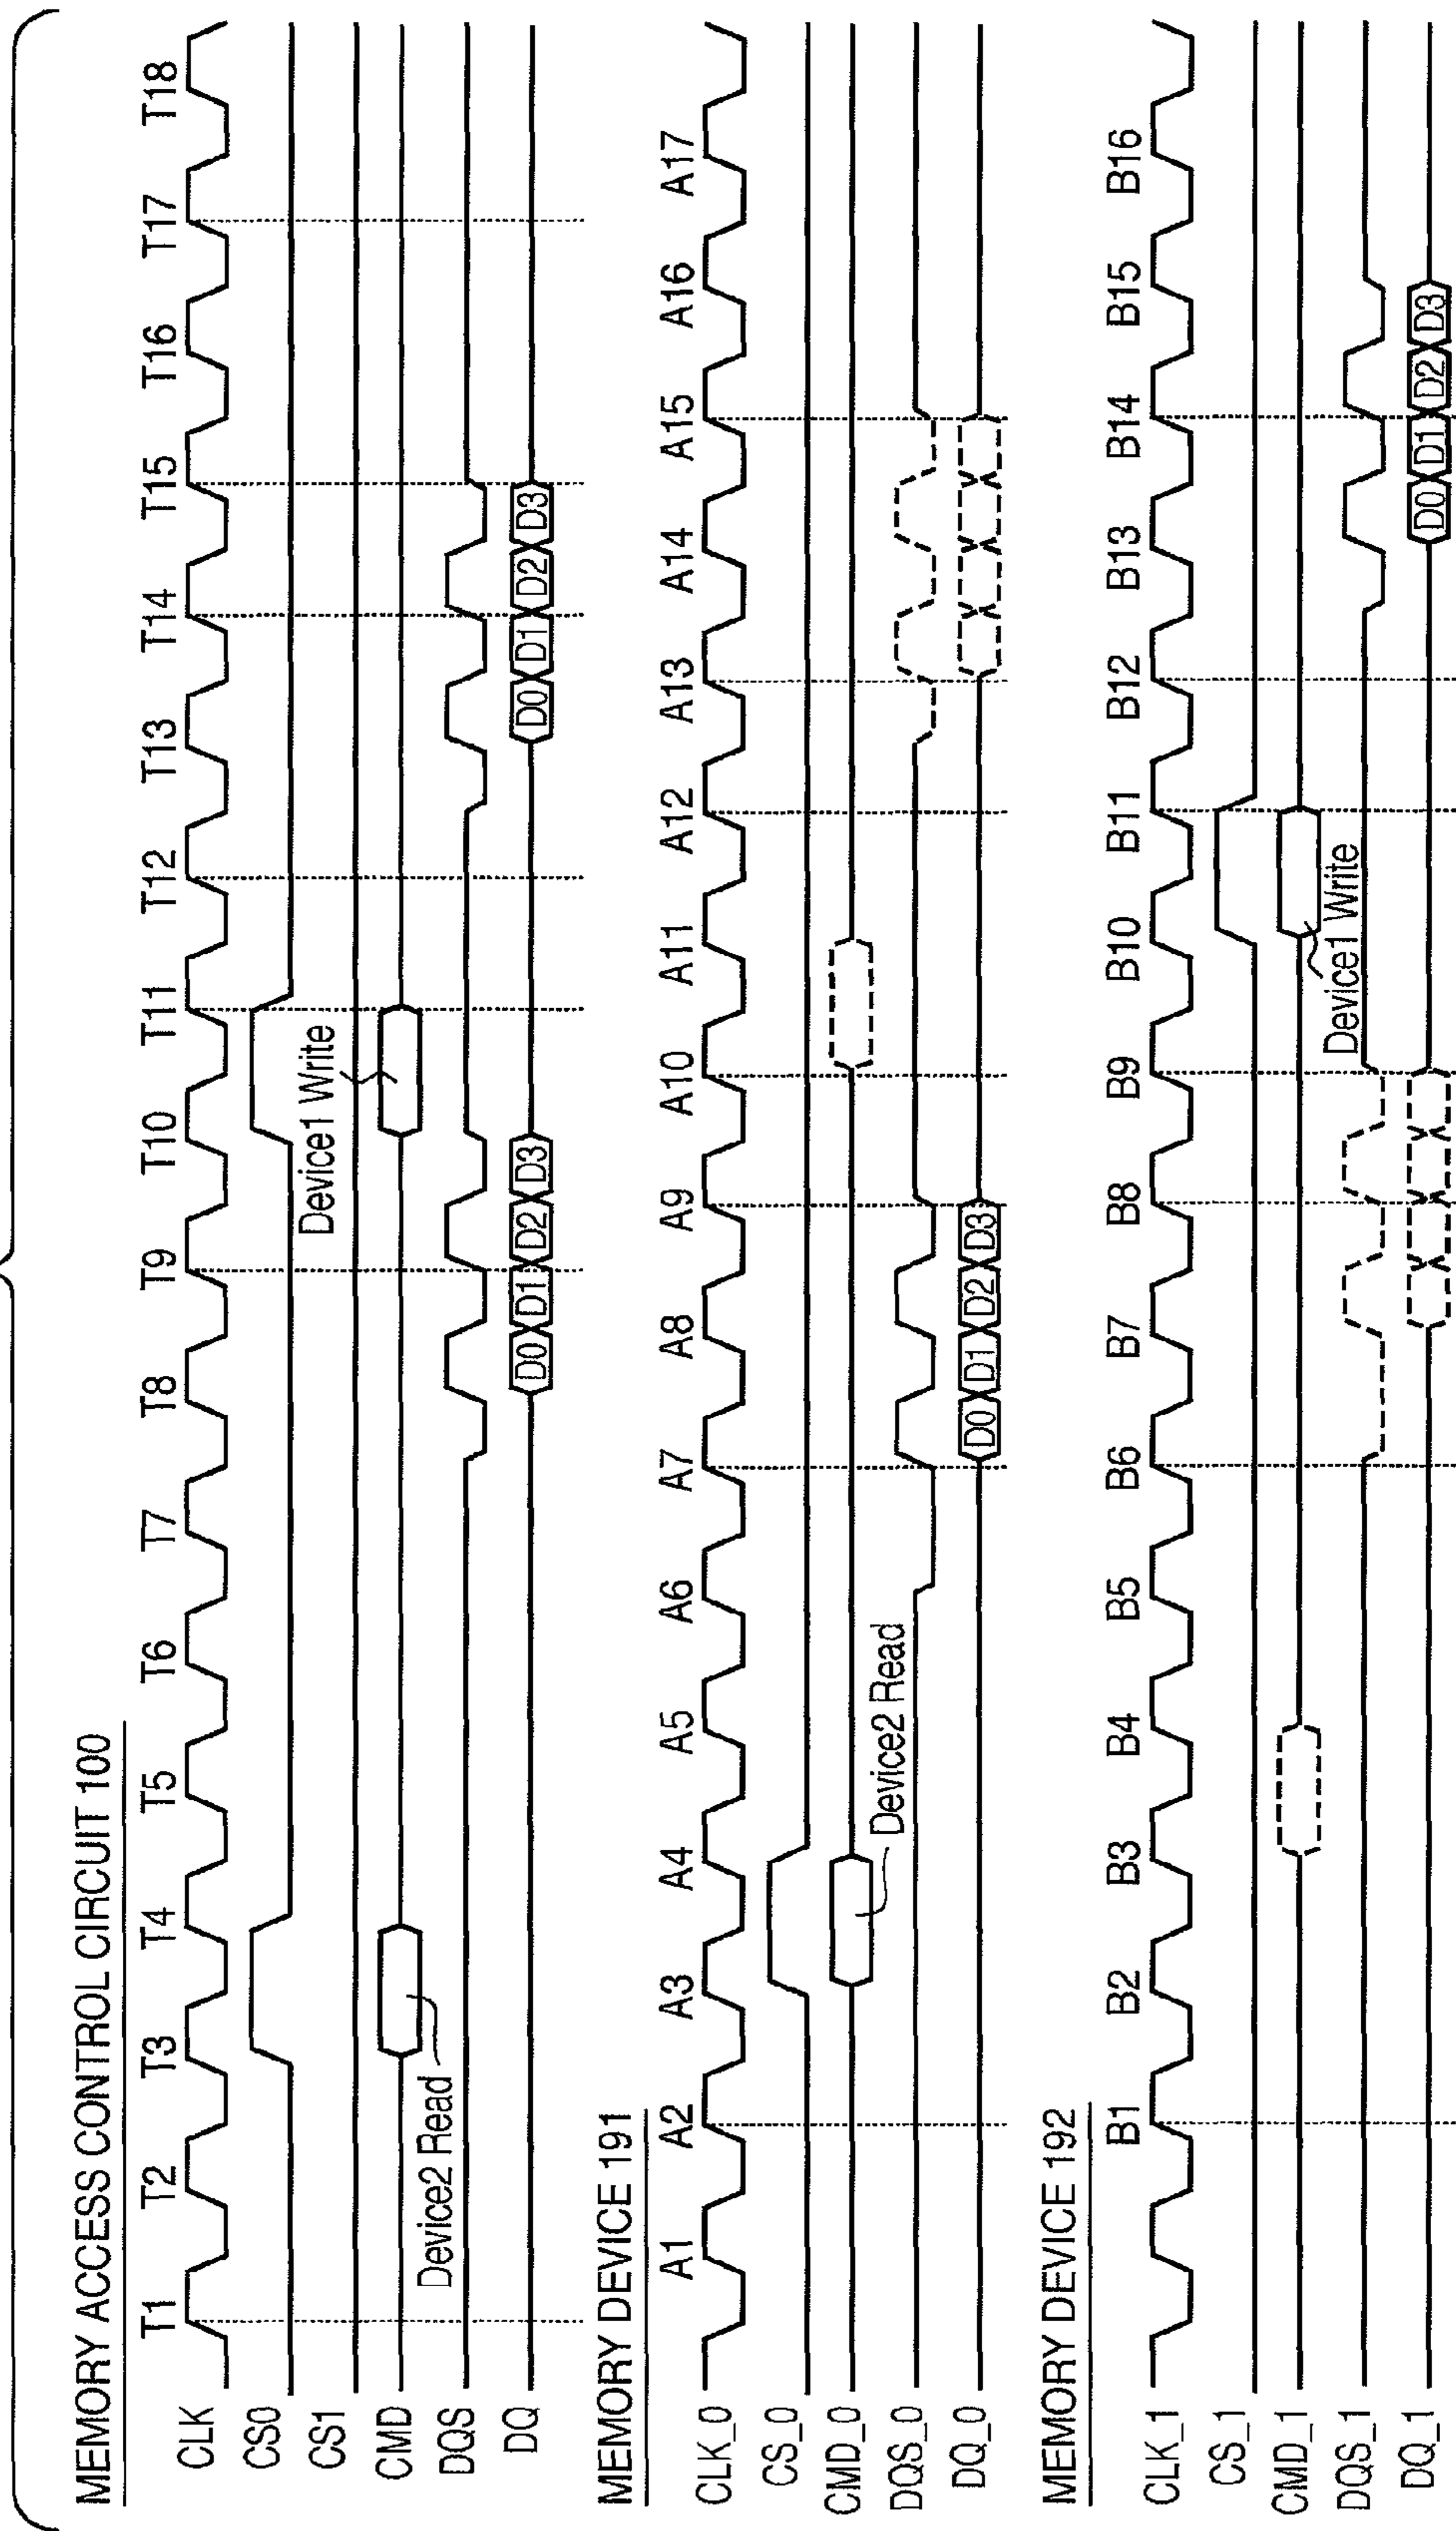 MEMORY ACCESS CONTROL CIRCUIT 100
T1 T2 T3 T4 T5 T6 T7 T8 T9 T10 T11 T12 T13 T14 T15 T16 T17 T18
CLK
CS0
CS1
Device1 Write
CMD
Device2 Read
DQS
DQ D0 D1 D2 D3 D0 D1 D2 D3
MEMORY DEVICE 191
A1 A2 A3 A4 A5 A6 A7 A8 A9 A10 A11 A12 A13 A14 A15 A16 A17
CLK_0
CS_0
CMD_0
Device2 Read
DQS_0
DQ_0 D0 D1 D2 D3
MEMORY DEVICE 192
B1 B2 B3 B4 B5 B6 B7 B8 B9 B10 B11 B12 B13 B14 B15 B16
CLK_1
CS_1
CMD_1
Device1 Write
DQS_1
DQ_1 D0 D1 D2 D3